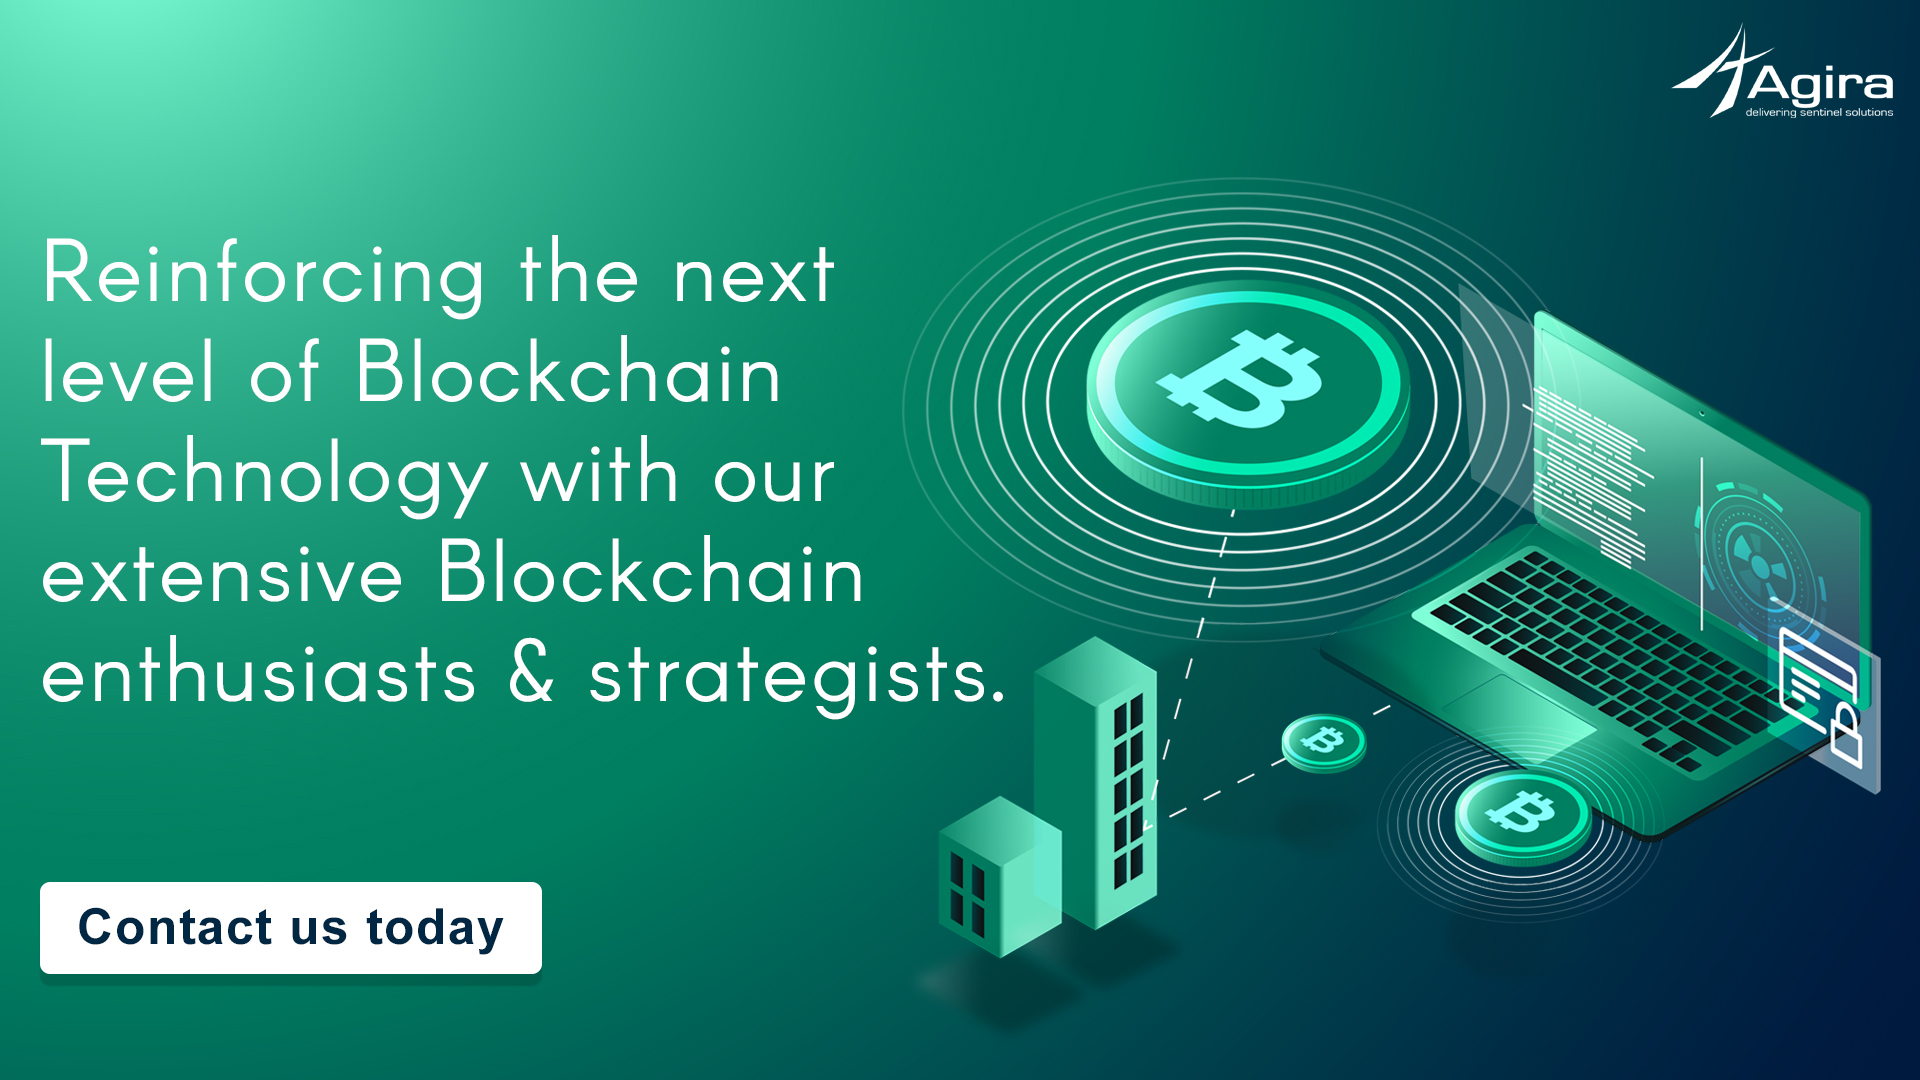 Agira
delivering sentinel solutions
Reinforcing the next
level of Blockchain
Technology with our
extensive Blockchain
enthusiasts & strategists.
Contact us today